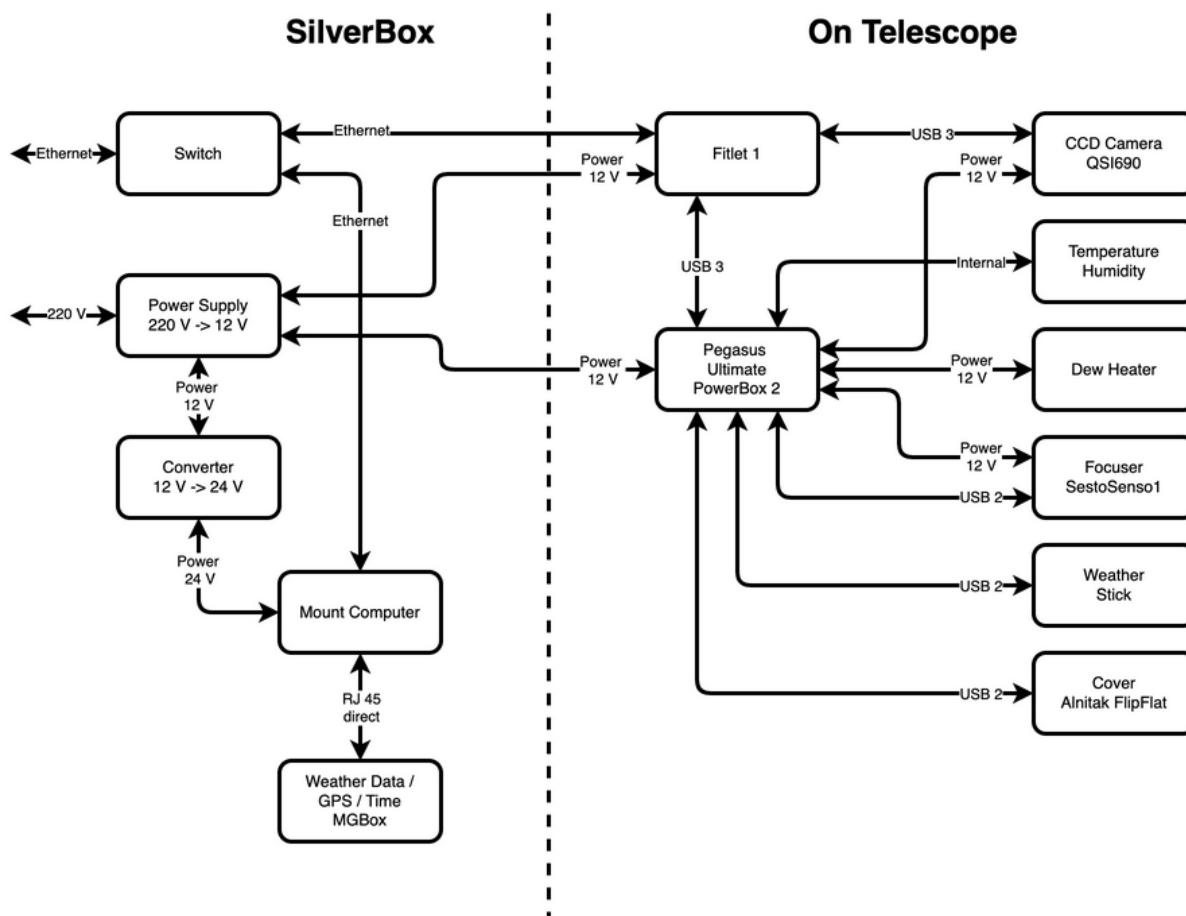 SilverBox
On Telescope
Ethernet
Switch
Ethernet
Fitlet 1
USB 3
CCD Camera
QSI690
Power
12 V
Power
12 V
Ethernet
USB 3
Internal
Temperature
Humidity
220 V
Power Supply
220 V -> 12 V
Power
12 V
Pegasus
Ultimate
PowerBox 2
Power
12 V
Dew Heater
Power
12 V
Converter
12 V -> 24 V
Power
12 V
USB 2
Focuser
SestoSenso1
Power
24 V
Mount Computer
USB 2
Weather
Stick
RJ 45
direct
USB 2
Cover
Alnitak FlipFlat
Weather Data /
GPS / Time
MGBox